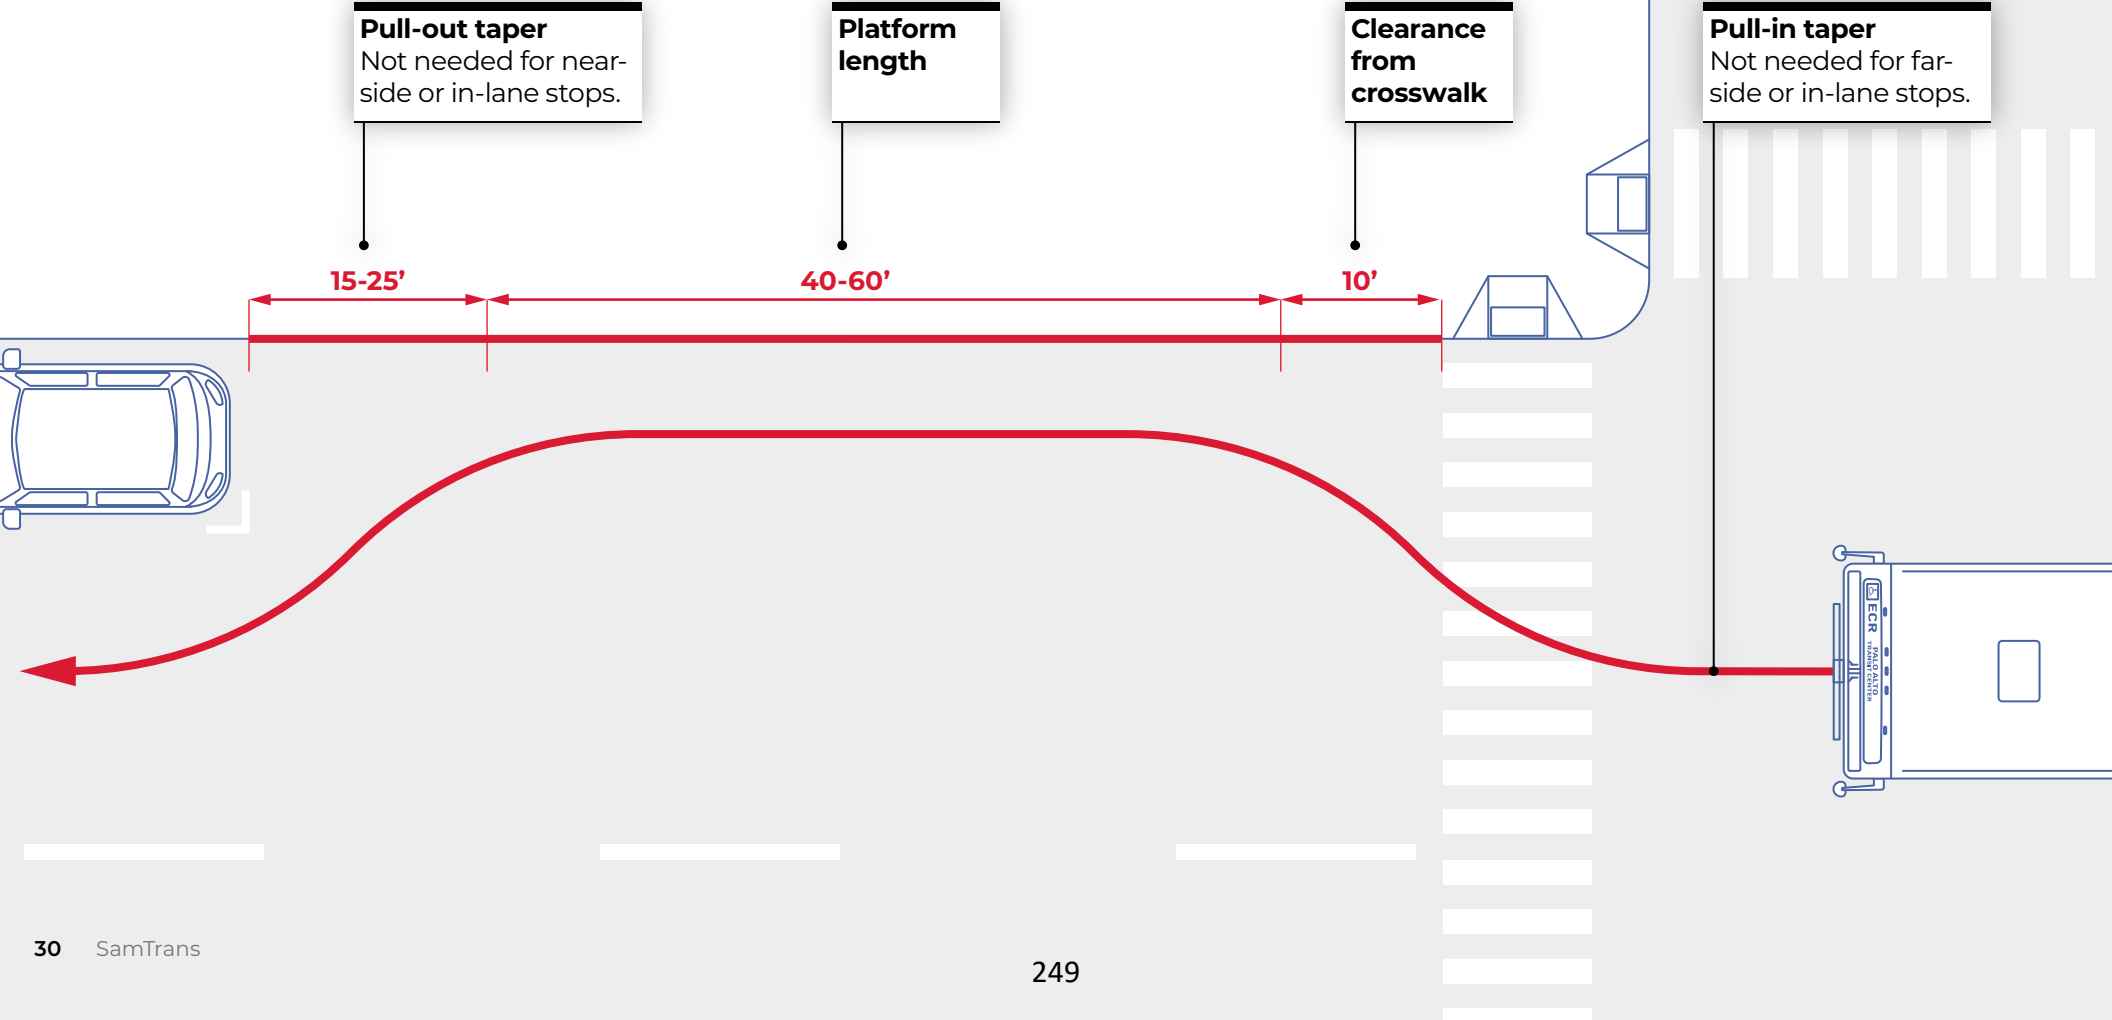 Pull-out taper
Not needed for near-
side or in-lane stops.
Platform
length
Clearance
from
crosswalk
Pull-in taper
Not needed for far-
side or in-lane stops.
15-25’
40-60’
10’
ECR
PALO ALTO
TRANSIT CENTER
30 SamTrans
249